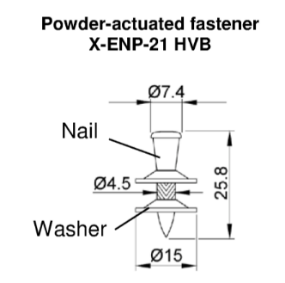 Powder-actuated fastener
X-ENP-21 HVB
Ø7.4
Nail
Ø4.5
25.8
Washer
Ø15